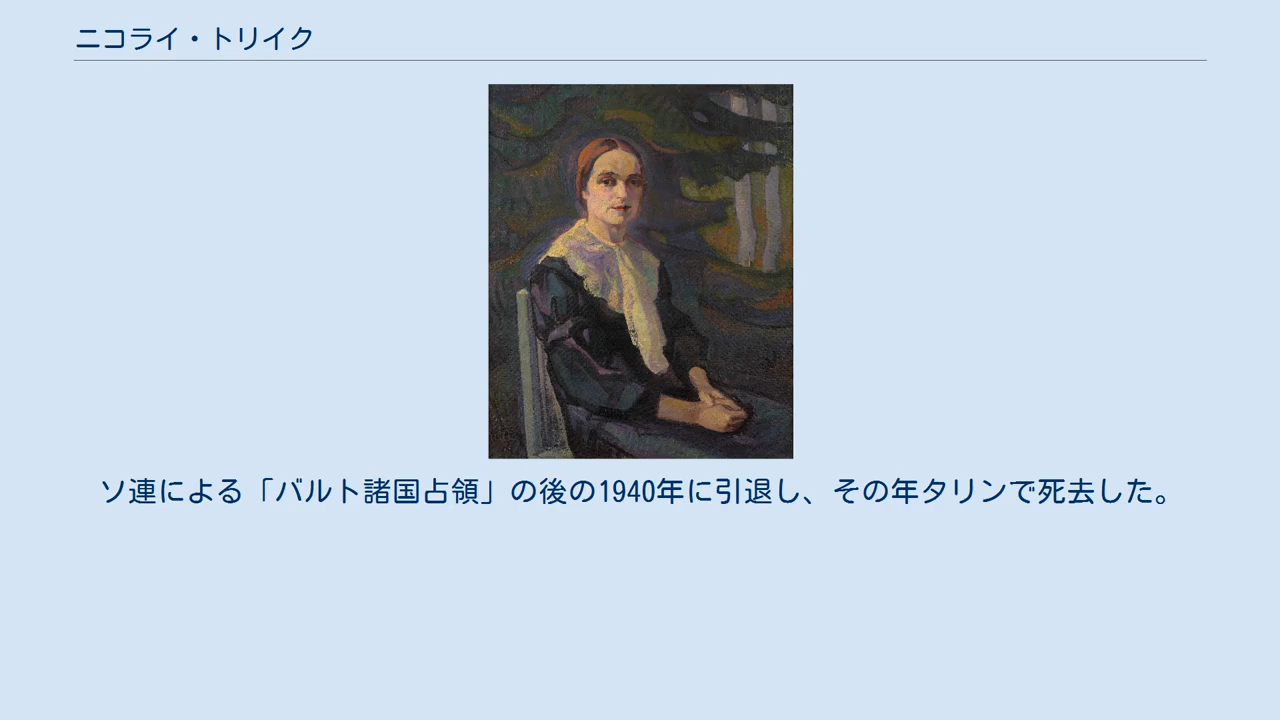 ニコライ・トリイク
ソ連による「バルト諸国占領」の後の1940年に引退し、その年タリンで死去した。